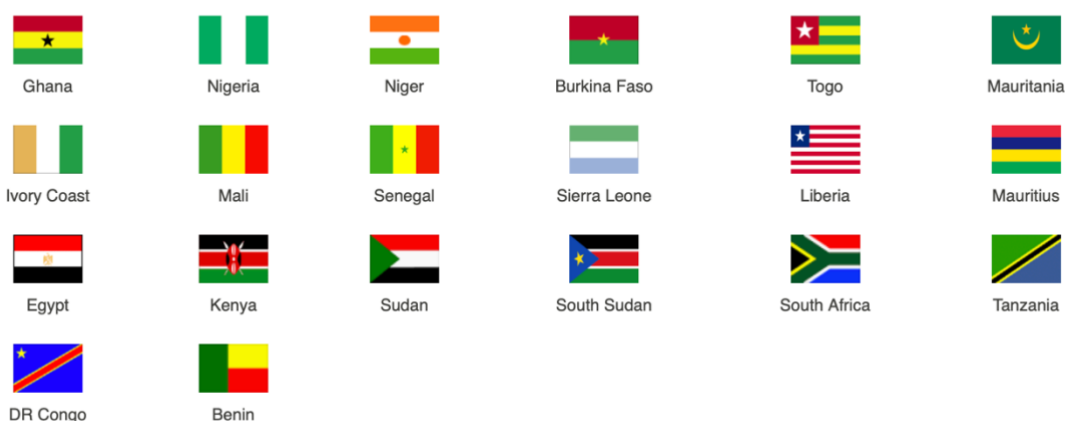 Ghana Nigeria Niger Burkina Faso Togo Mauritania
Ivory Coast Mali Senegal Sierra Leone Liberia Mauritius
Egypt Kenya Sudan South Sudan South Africa Tanzania
DR Congo Benin